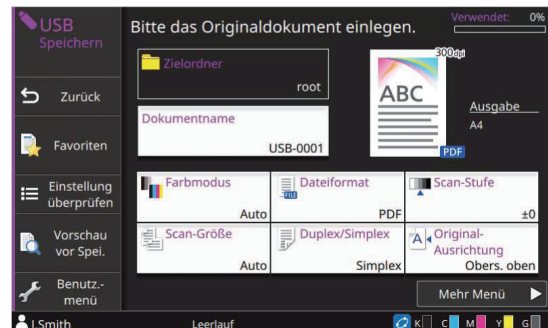 USB
Speichern
Bitte das Originaldokument einlegen.
Verwendet: 0%
Zurück
Favoriten
Einstellung
überprüfen
Vorschau
vor Spei.
Benutz.-
menü
Zielordner
root
Dokumentname
USB-0001
300dpi
ABC
PDF
Ausgabe
A4
Farbmodus
Auto
Dateiformat
FILE
PDF
Scan-Stufe
±0
Scan-Größe
Auto
Duplex/Simplex
Simplex
A
Original-
Ausrichtung
Obers. oben
Mehr Menü
J.Smith
Leerlauf
K C M Y G